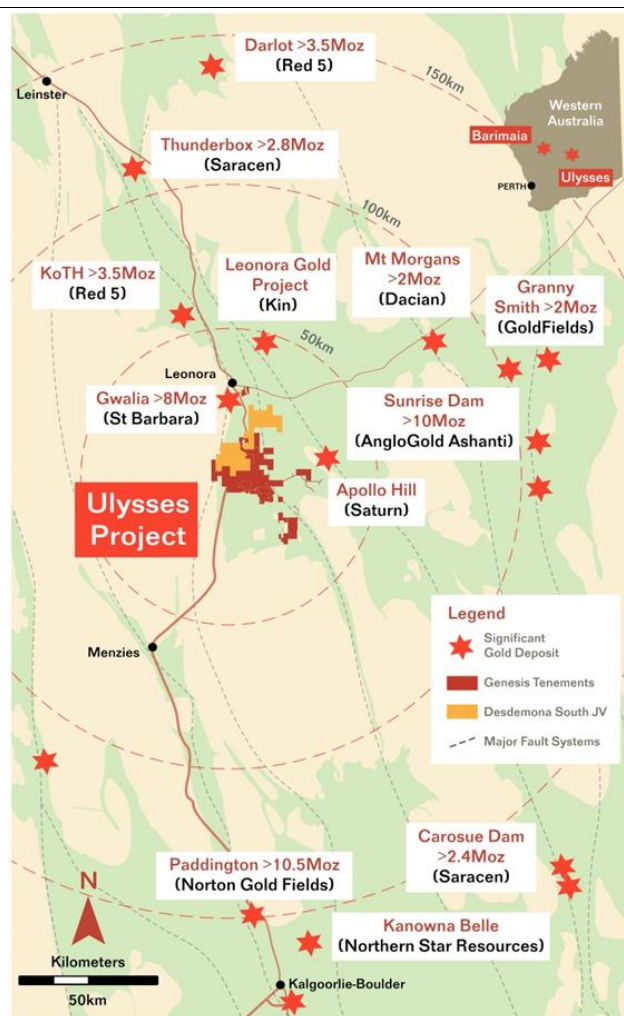 Darlot >3.5Moz
(Red 5)
Leinster
150km
Western
Australia
Barimaia
Ulysses
PERTH
Thunderbox >2.8Moz
(Saracen)
100km
KoTH >3.5Moz
(Red 5)
Leonora Gold
Project
(Kin)
Mt Morgans
>2Moz
(Dacian)
Granny
Smith >2Moz
(GoldFields)
50km
Leonora
Gwalia >8Moz
(St Barbara)
Sunrise Dam
>10Moz
(AngloGold Ashanti)
Apollo Hill
(Saturn)
Ulysses
Project
Legend
Significant
Gold Deposit
Genesis Tenements
Desdemona South JV
Major Fault Systems
Menzies
Carosue Dam
>2.4Moz
(Saracen)
Paddington >10.5Moz
(Norton Gold Fields)
N
Kanowna Belle
(Northern Star Resources)
Kilometers
50km
Kalgoorlie-Boulder